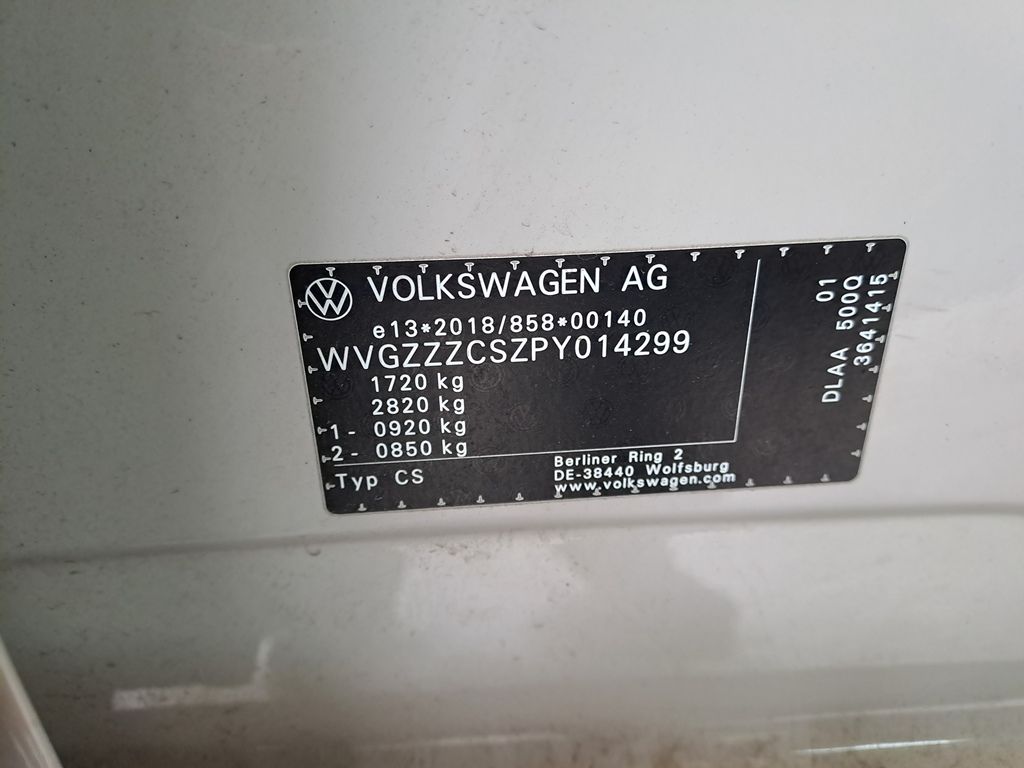 VOLKSWAGEN AG
e13*2018/858*00140
WVGZZZCSZPY014299
1720 kg
2820 kg
1- 0920 kg
2- 0850 kg
Typ CS
Berliner Ring 2
DE-38440 Wolfsburg
www.volkswagen.com
01
DLAA 500Q
3641415